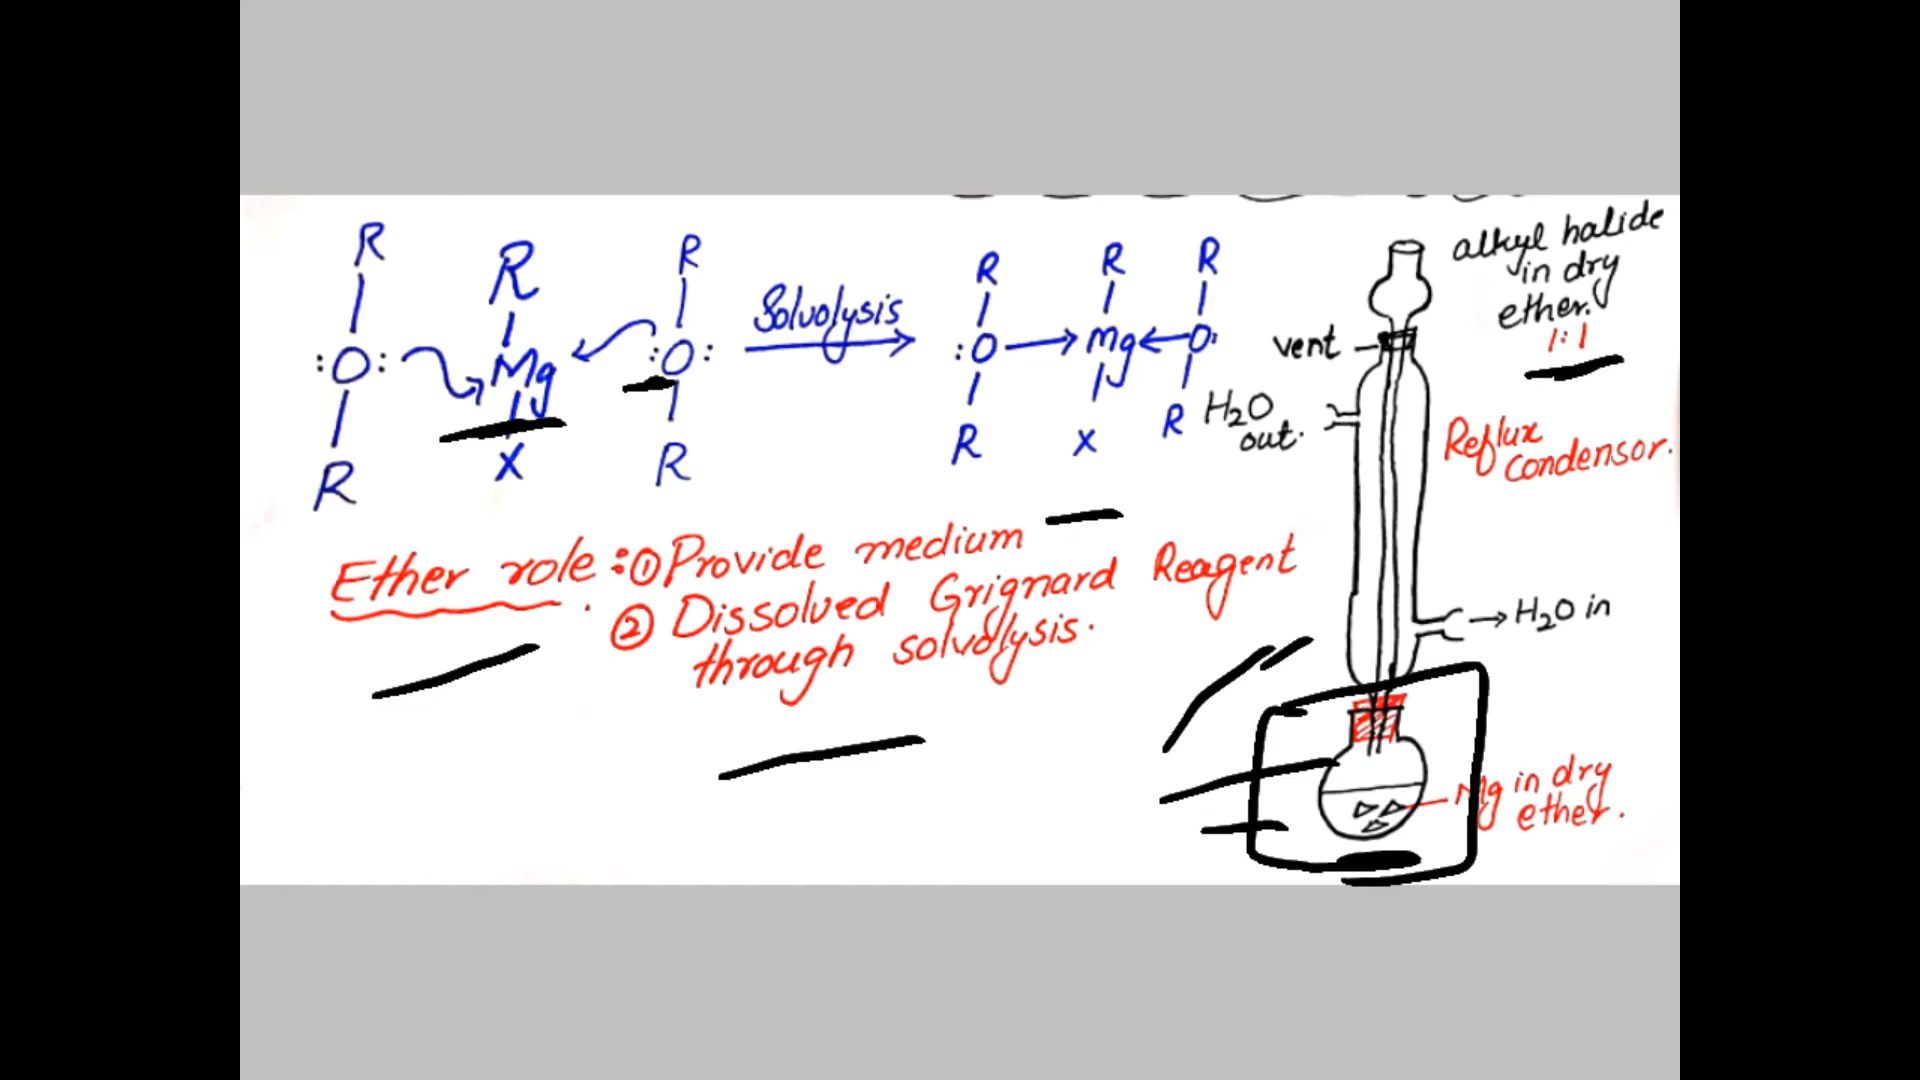 R
R
R
:O:
Mg
:O:
X
R
R
Solvolysis
R
R
R
:O
Mg
O:
R
X
R
Ether role :① Provide medium
② Dissolved Grignard Reagent
through solvolysis.
alkyl halide
in dry
ether.
1:1
vent
H₂O
out.
Reflux
condensor.
H₂O in
Mg in dry
ether.